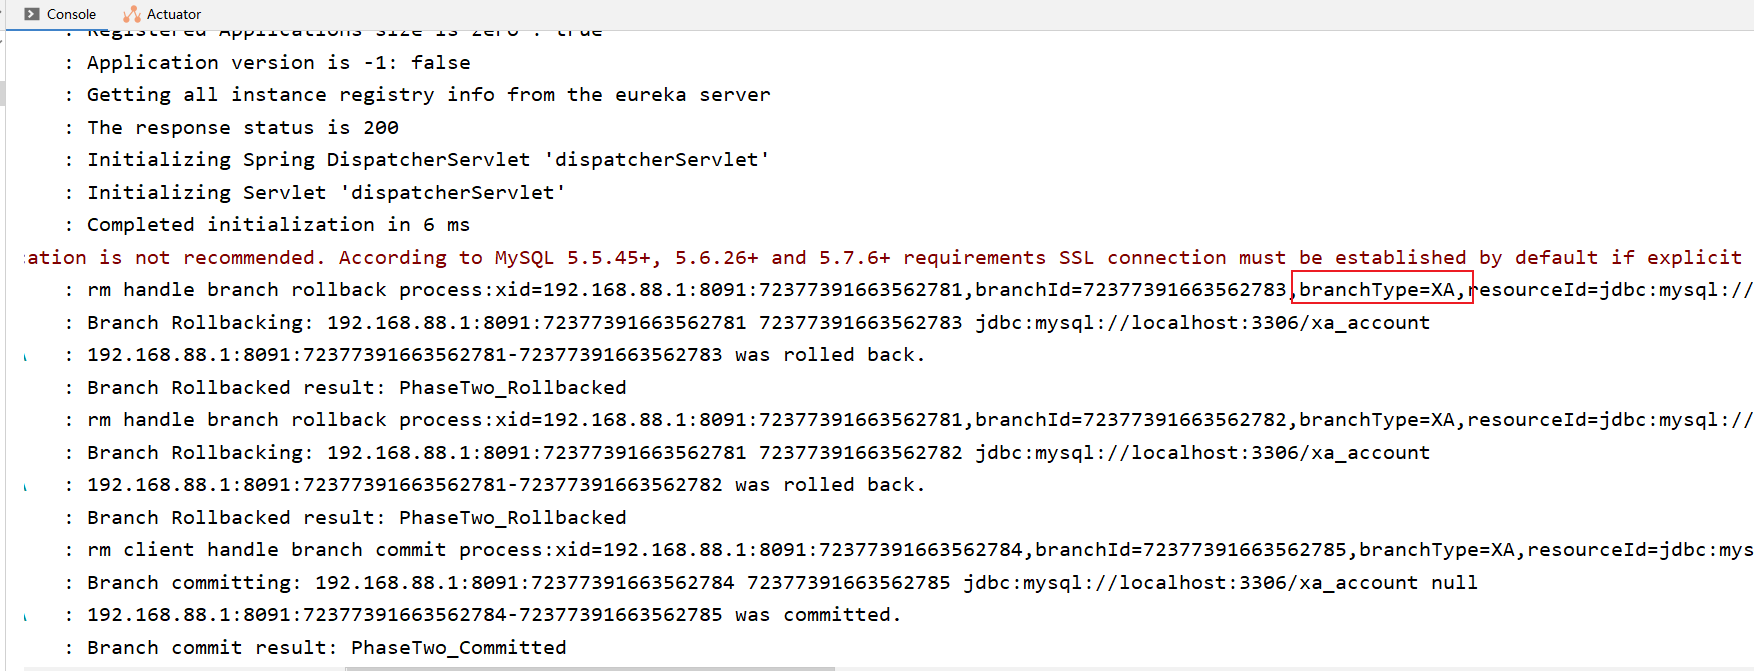 Console Actuator
: Registered Applications size is zero : true
: Application version is -1: false
: Getting all instance registry info from the eureka server
: The response status is 200
: Initializing Spring DispatcherServlet 'dispatcherServlet'
: Initializing Servlet 'dispatcherServlet'
: Completed initialization in 6 ms
ation is not recommended. According to MySQL 5.5.45+, 5.6.26+ and 5.7.6+ requirements SSL connection must be established by default if explicit
: rm handle branch rollback process:xid=192.168.88.1:8091:72377391663562781,branchId=72377391663562783,branchType=XA,resourceId=jdbc:mysql://
: Branch Rollbacking: 192.168.88.1:8091:72377391663562781 72377391663562783 jdbc:mysql://localhost:3306/xa_account
: 192.168.88.1:8091:72377391663562781-72377391663562783 was rolled back.
: Branch Rollbacked result: PhaseTwo_Rollbacked
: rm handle branch rollback process:xid=192.168.88.1:8091:72377391663562781,branchId=72377391663562782,branchType=XA,resourceId=jdbc:mysql://
: Branch Rollbacking: 192.168.88.1:8091:72377391663562781 72377391663562782 jdbc:mysql://localhost:3306/xa_account
: 192.168.88.1:8091:72377391663562781-72377391663562782 was rolled back.
: Branch Rollbacked result: PhaseTwo_Rollbacked
: rm client handle branch commit process:xid=192.168.88.1:8091:72377391663562784,branchId=72377391663562785,branchType=XA,resourceId=jdbc:mys
: Branch committing: 192.168.88.1:8091:72377391663562784 72377391663562785 jdbc:mysql://localhost:3306/xa_account null
: 192.168.88.1:8091:72377391663562784-72377391663562785 was committed.
: Branch commit result: PhaseTwo_Committed